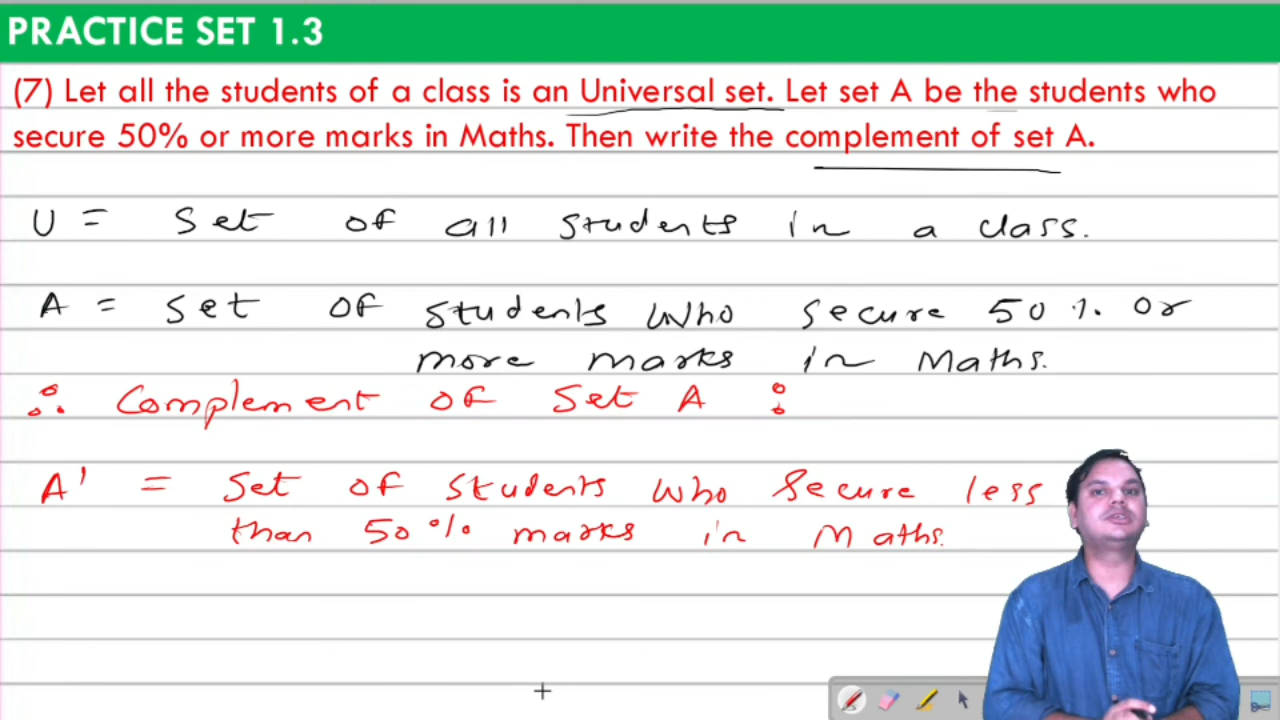 PRACTICE SET 1.3
(7) Let all the students of a class is an Universal set. Let set A be the students who
secure 50% or more marks in Maths. Then write the complement of set A.
U = Set of all students in a class.
A = set of students who secure 50 % or
more marks in Maths.
∴ Complement of Set A :
A' = Set of students who Secure less
than 50 % marks in Maths.